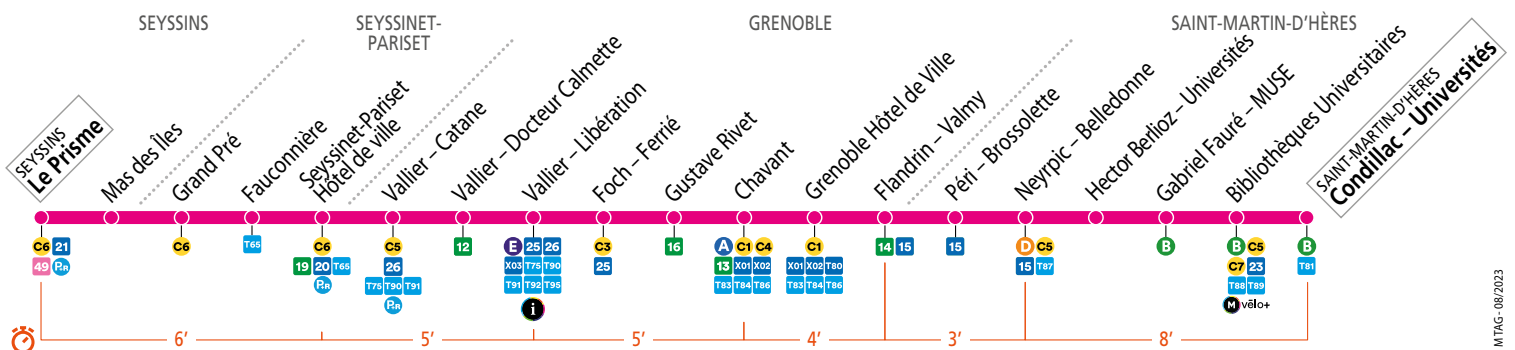 SEYSSINS
SEYSSINET-
PARISET
GRENOBLE
SAINT-MARTIN-D'HÈRES
SEYSSINS
Le Prisme
Mas des Îles
Grand Pré
Fauconnière
Seyssinet-Pariset
Hôtel de ville
Vallier – Catane
Vallier – Docteur Calmette
Vallier – Libération
Foch – Ferrié
Gustave Rivet
Chavant
Grenoble Hôtel de Ville
Flandrin – Valmy
Péri – Brossolette
Neyrpic – Belledonne
Hector Berlioz – Universités
Gabriel Fauré – MUSE
Bibliothèques Universitaires
SAINT-MARTIN-D'HÈRES
Condillac – Universités
C6 21
49 P+R
C6
T65
C6
19 20 T65
P+R
C5
26
T75 T90 T91
P+R
12
E 25 26
X03 T75 T90
T91 T92 T95
i
C3
25
16
A C1 C4
13 X01 X02
T83 T84 T86
C1
X01 X02 T80
T83 T84 T86
14 15
15
D C5
15 T87
B
B C5
C7 23
T88 T89
M vélo+
B
T81
6’
5’
5’
4’
3’
8’
M TAG - 08/2023